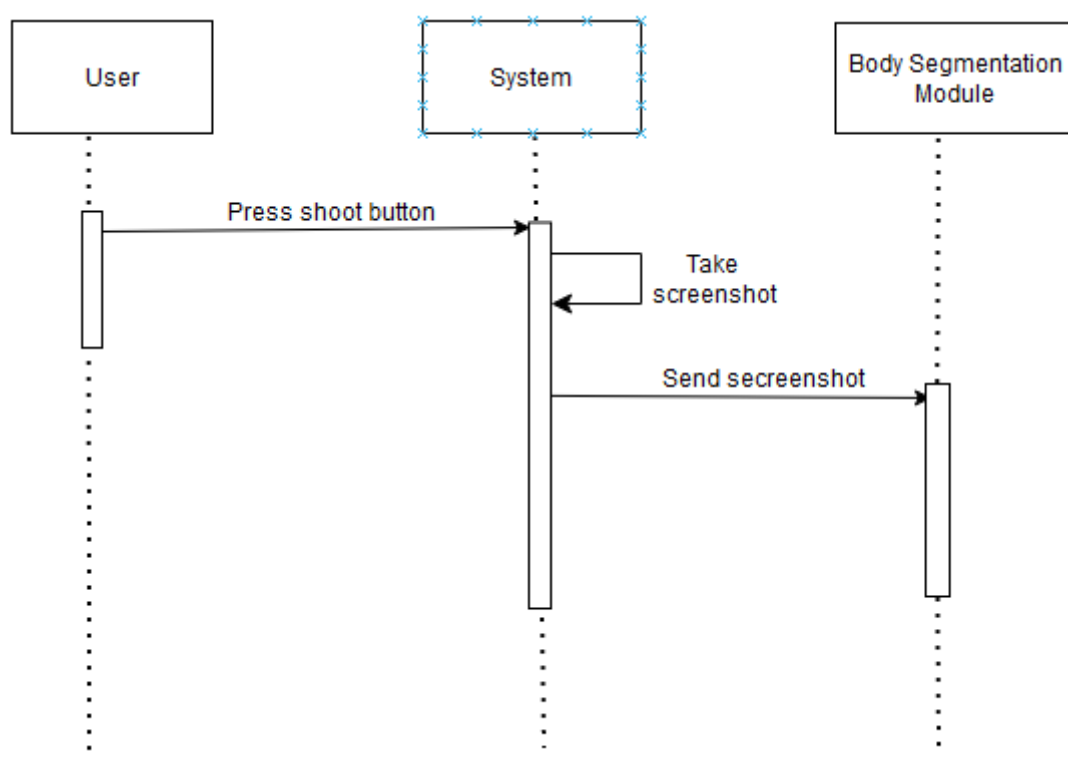 User
System
Body Segmentation
Module
Press shoot button
Take
screenshot
Send secreenshot